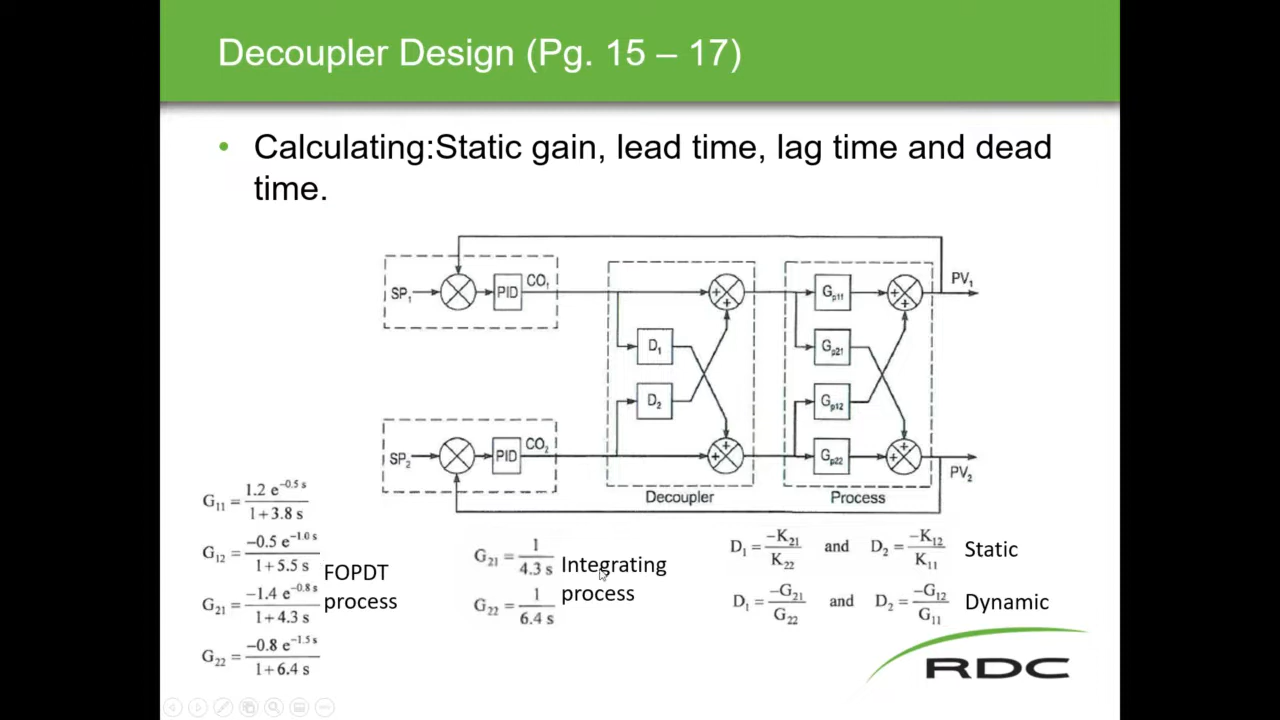 Decoupler Design (Pg. 15 – 17)
• Calculating:Static gain, lead time, lag time and dead
time.
SP₁
PID
CO₁
D₁
D₂
Gp11
Gp21
Gp12
Gp22
PV₁
SP₂
PID
CO₂
PV₂
Decoupler
Process
G₁₁ = 1.2 e^-0.5 s / 1+3.8 s
G₁₂ = −0.5 e^-1.0 s / 1+5.5 s
G₂₁ = −1.4 e^-0.8 s / 1+4.3 s
G₂₂ = −0.8 e^-1.5 s / 1+6.4 s
FOPDT
process
G₂₁ = 1 / 4.3 s
G₂₂ = 1 / 6.4 s
Integrating
process
D₁ = −K₂₁ / K₂₂ and D₂ = −K₁₂ / K₁₁ Static
D₁ = −G₂₁ / G₂₂ and D₂ = −G₁₂ / G₁₁ Dynamic
RDC